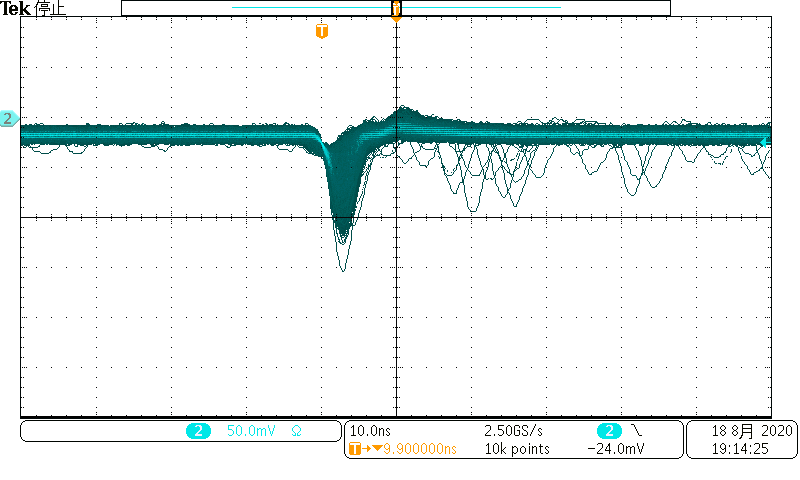 Tek 停止
T
T
2
2 50.0mV Ω
10.0ns 2.50GS/s 2
T→▼9.900000ns 10k points −24.0mV
18 8月 2020
19:14:25